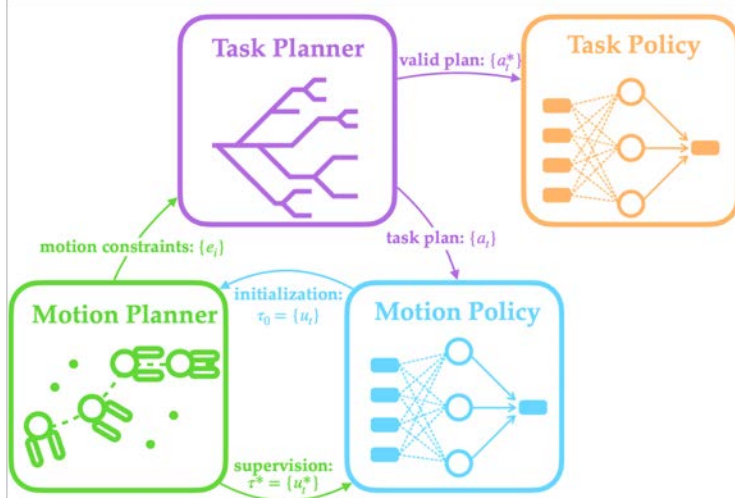 Task Planner
valid plan: {a_t^*}
Task Policy
motion constraints: {e_i}
task plan: {a_t}
Motion Planner
initialization:
τ_0 = {u_t}
Motion Policy
supervision:
τ* = {u_t^*}